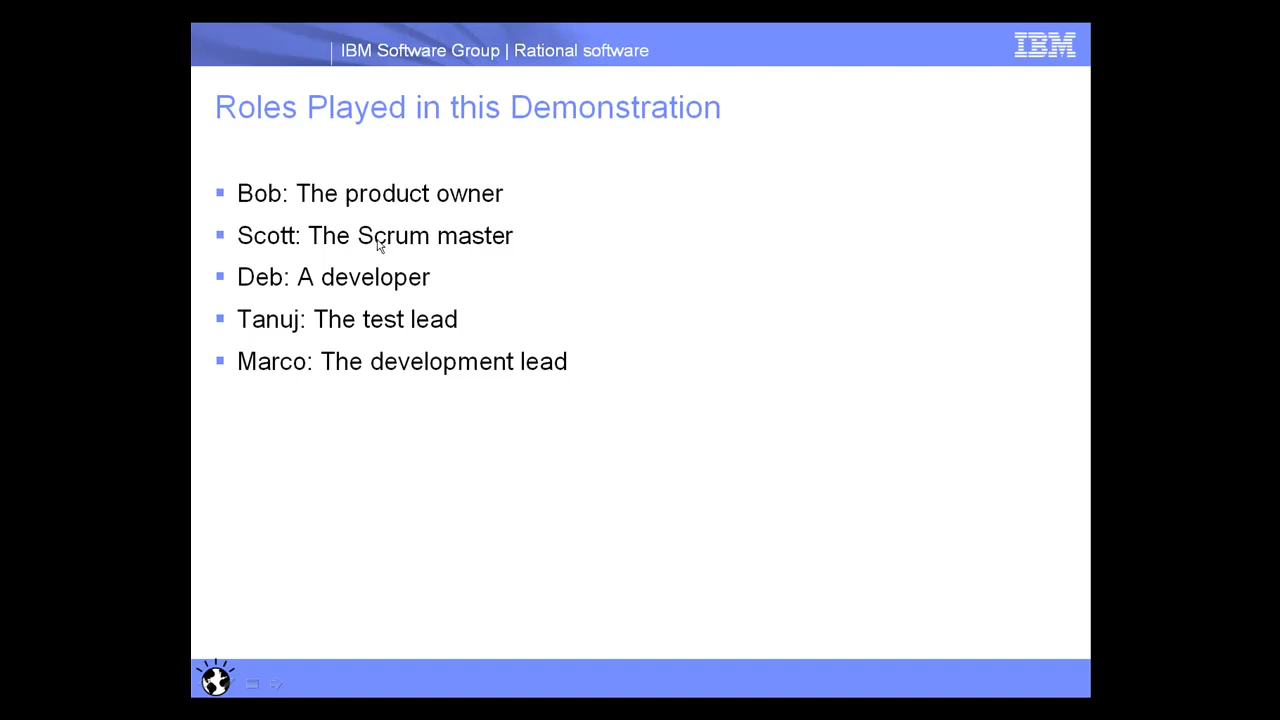 IBM Software Group | Rational software
IBM
Roles Played in this Demonstration
Bob: The product owner
Scott: The Scrum master
Deb: A developer
Tanuj: The test lead
Marco: The development lead